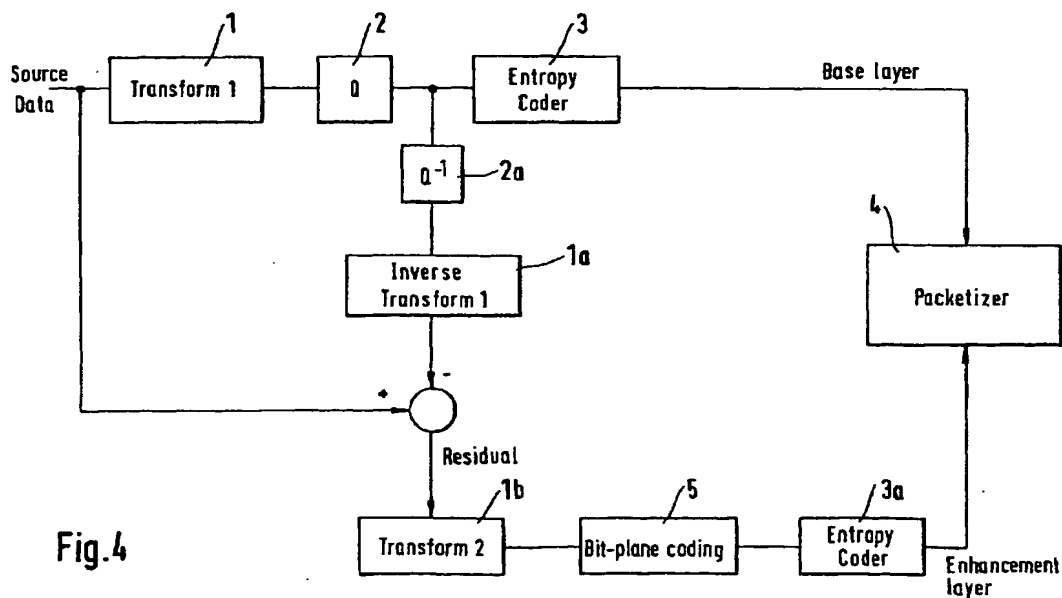 1
2
3
Source
Data
Transform 1
Q
Entropy
Coder
Base layer
Q-1
2a
4
1a
Inverse
Transform 1
Packetizer
-
+
Residual
1b
5
3a
Fig.4
Transform 2
Bit-plane coding
Entropy
Coder
Enhancement
layer